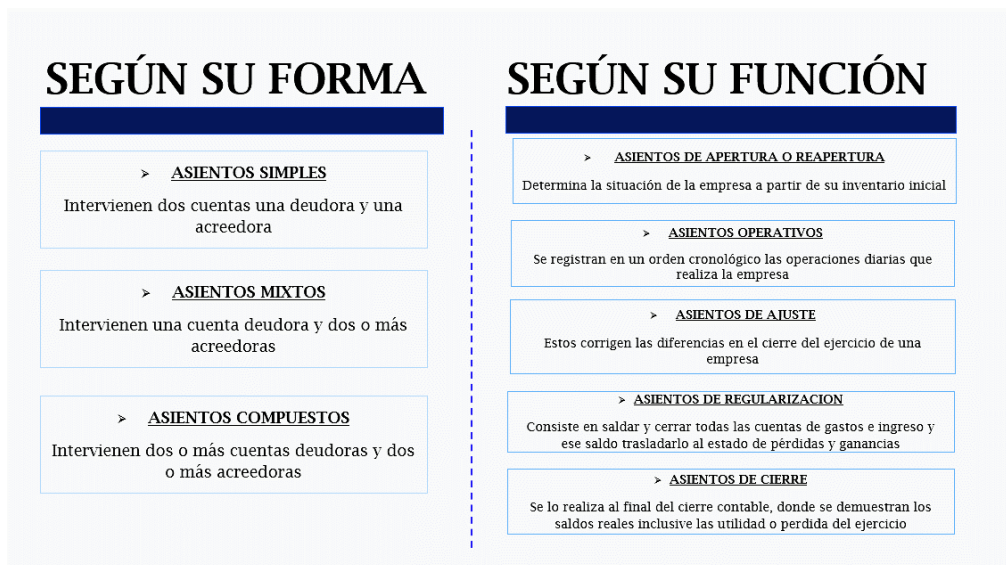 SEGÚN SU FORMA
➢ ASIENTOS SIMPLES
Intervienen dos cuentas una deudora y una
acreedora
➢ ASIENTOS MIXTOS
Intervienen una cuenta deudora y dos o más
acreedoras
➢ ASIENTOS COMPUESTOS
Intervienen dos o más cuentas deudoras y dos
o más acreedoras
SEGÚN SU FUNCIÓN
➢ ASIENTOS DE APERTURA O REAPERTURA
Determina la situación de la empresa a partir de su inventario inicial
➢ ASIENTOS OPERATIVOS
Se registran en un orden cronológico las operaciones diarias que
realiza la empresa
➢ ASIENTOS DE AJUSTE
Estos corrigen las diferencias en el cierre del ejercicio de una
empresa
➢ ASIENTOS DE REGULARIZACION
Consiste en saldar y cerrar todas las cuentas de gastos e ingreso y
ese saldo trasladarlo al estado de pérdidas y ganancias
➢ ASIENTOS DE CIERRE
Se lo realiza al final del cierre contable, donde se demuestran los
saldos reales inclusive las utilidad o perdida del ejercicio